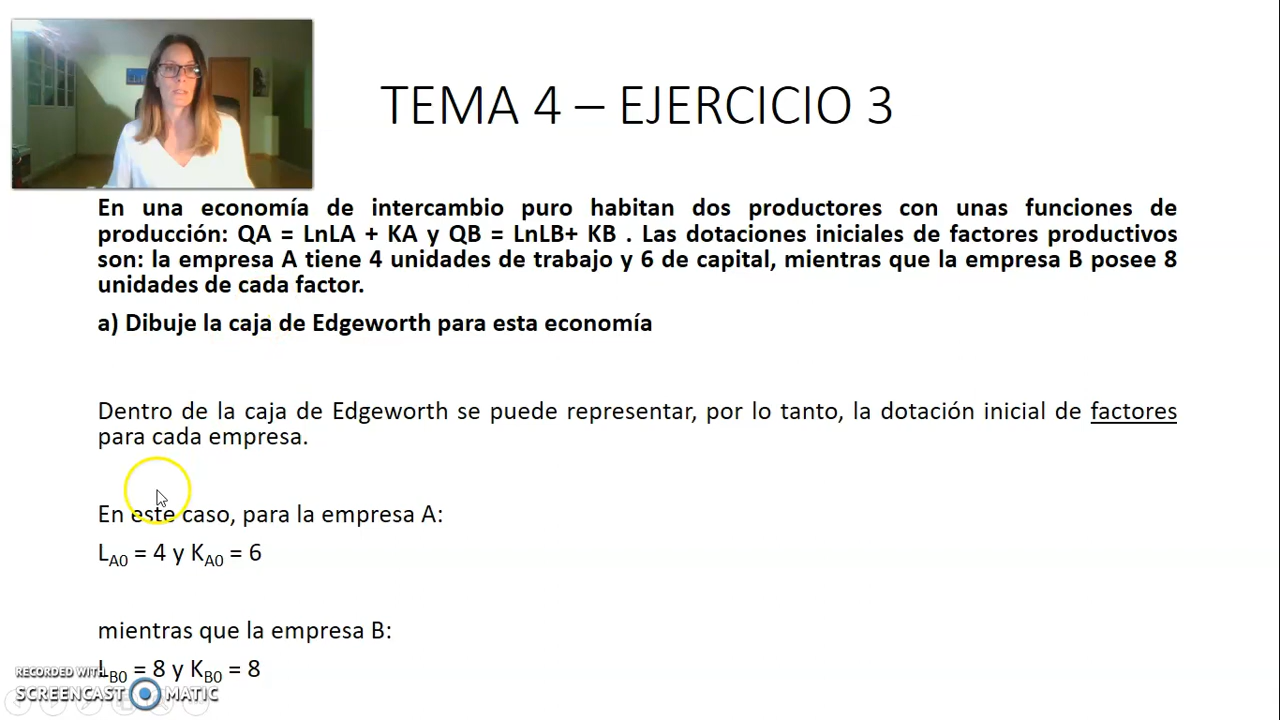 TEMA 4 – EJERCICIO 3
En una economía de intercambio puro habitan dos productores con unas funciones de
producción: QA = LnLA + KA y QB = LnLB+ KB . Las dotaciones iniciales de factores productivos
son: la empresa A tiene 4 unidades de trabajo y 6 de capital, mientras que la empresa B posee 8
unidades de cada factor.
a) Dibuje la caja de Edgeworth para esta economía
Dentro de la caja de Edgeworth se puede representar, por lo tanto, la dotación inicial de factores
para cada empresa.
En este caso, para la empresa A:
LA0 = 4 y KA0 = 6
mientras que la empresa B:
LB0 = 8 y KB0 = 8
RECORDED WITH
SCREENCAST MATIC